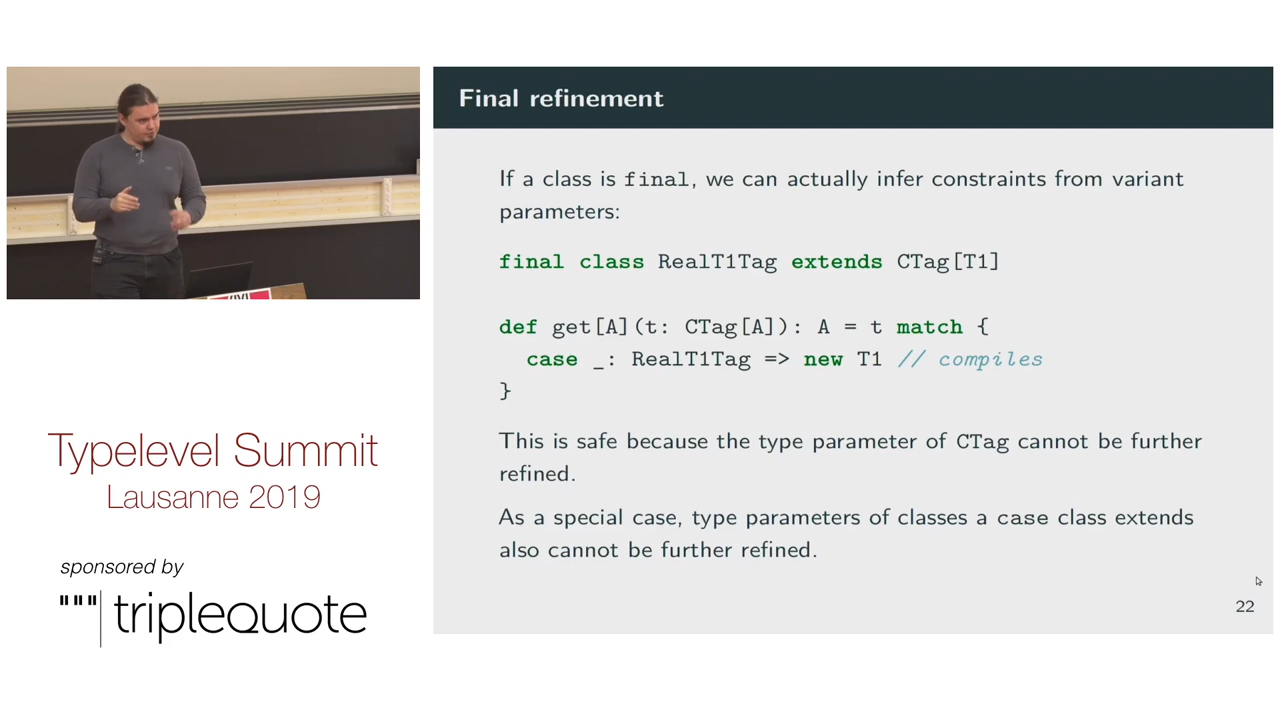 Final refinement
If a class is final, we can actually infer constraints from variant
parameters:
final class RealT1Tag extends CTag[T1]
def get[A](t: CTag[A]): A = t match {
case _: RealT1Tag => new T1 // compiles
}
This is safe because the type parameter of CTag cannot be further
refined.
As a special case, type parameters of classes a case class extends
also cannot be further refined.
22
Typelevel Summit
Lausanne 2019
sponsored by
"""|triplequote